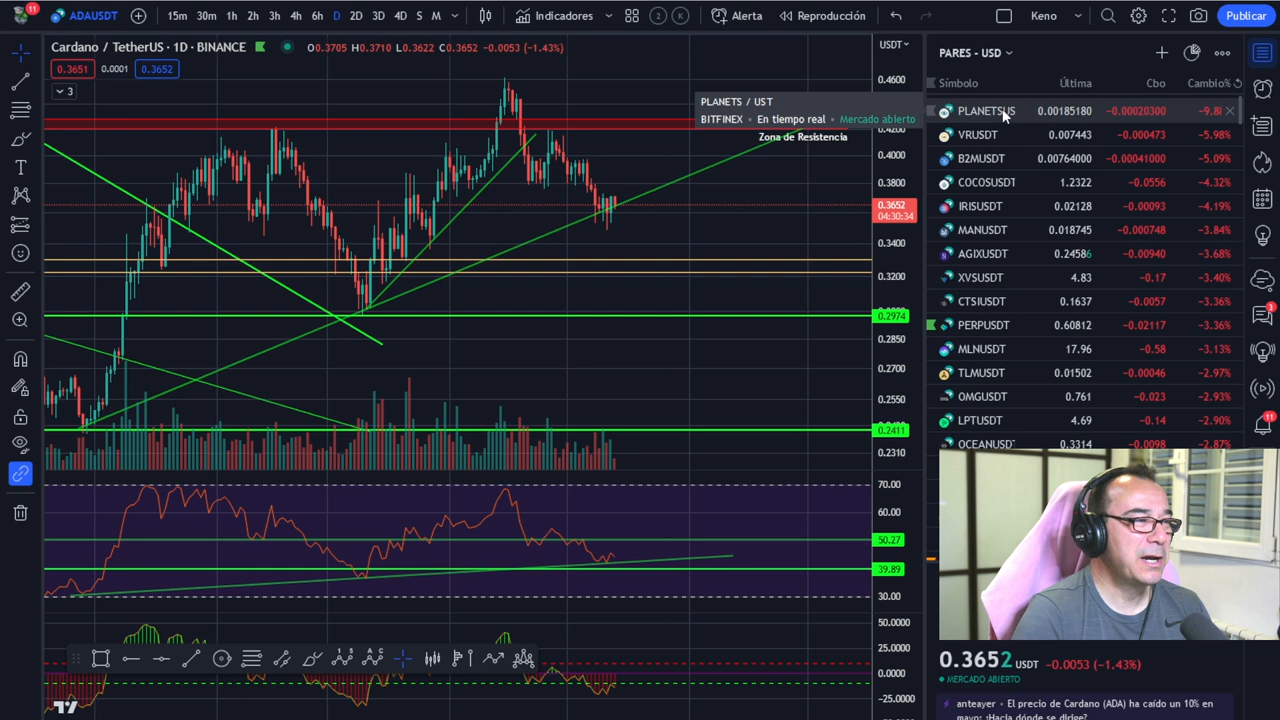 11
ADAUSDT
15m 30m 1h 2h 3h 4h 6h D 2D 3D 4D S M
Indicadores
2 K
Alerta
Reproducción
Keno
Publicar
Cardano / TetherUS · 1D · BINANCE
O0.3705 H0.3710 L0.3622 C0.3652 −0.0053 (−1.43%)
0.3651 0.0001 0.3652
3
USDT
0.4600
0.4200
0.4000
0.3800
0.3652
04:30:34
0.3400
0.3200
0.2974
0.2850
0.2700
0.2550
0.2411
0.2310
70.00
60.00
50.27
39.89
30.00
50.0000
25.0000
0.0000
−25.0000
PLANETS / UST
BITFINEX • En tiempo real • Mercado abierto
Zona de Resistencia
PARES - USD
Símbolo Última Cbo Cambio%
PLANETSUS 0.00185180 −0.00020300 −9.8
VRUSDT 0.007443 −0.000473 −5.98%
B2MUSDT 0.00764000 −0.00041000 −5.09%
COCOSUSDT 1.2322 −0.0556 −4.32%
IRISUSDT 0.02128 −0.00093 −4.19%
MANUSDT 0.018745 −0.000748 −3.84%
AGIXUSDT 0.24586 −0.00940 −3.68%
XVSUSDT 4.83 −0.17 −3.40%
CTSIUSDT 0.1637 −0.0057 −3.36%
PERPUSDT 0.60812 −0.02117 −3.36%
MLNUSDT 17.96 −0.58 −3.13%
TLMUSDT 0.01502 −0.00046 −2.97%
OMGUSDT 0.761 −0.023 −2.93%
LPTUSDT 4.69 −0.14 −2.90%
OCEANUSDT 0.3314 −0.0098 −2.87%
3
11
0.3652 USDT −0.0053 (−1.43%)
MERCADO ABIERTO
anteayer • El precio de Cardano (ADA) ha caído un 10% en
mayo: ¿Hacia dónde se dirige?